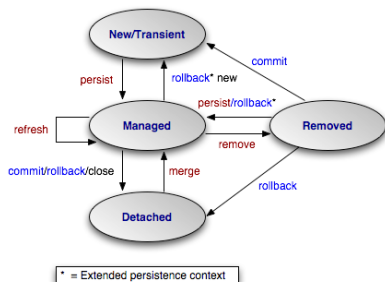 New/Transient
commit
persist
rollback* new
persist/rollback*
refresh
Managed
Removed
remove
commit/rollback/close
merge
rollback
Detached
* = Extended persistence context